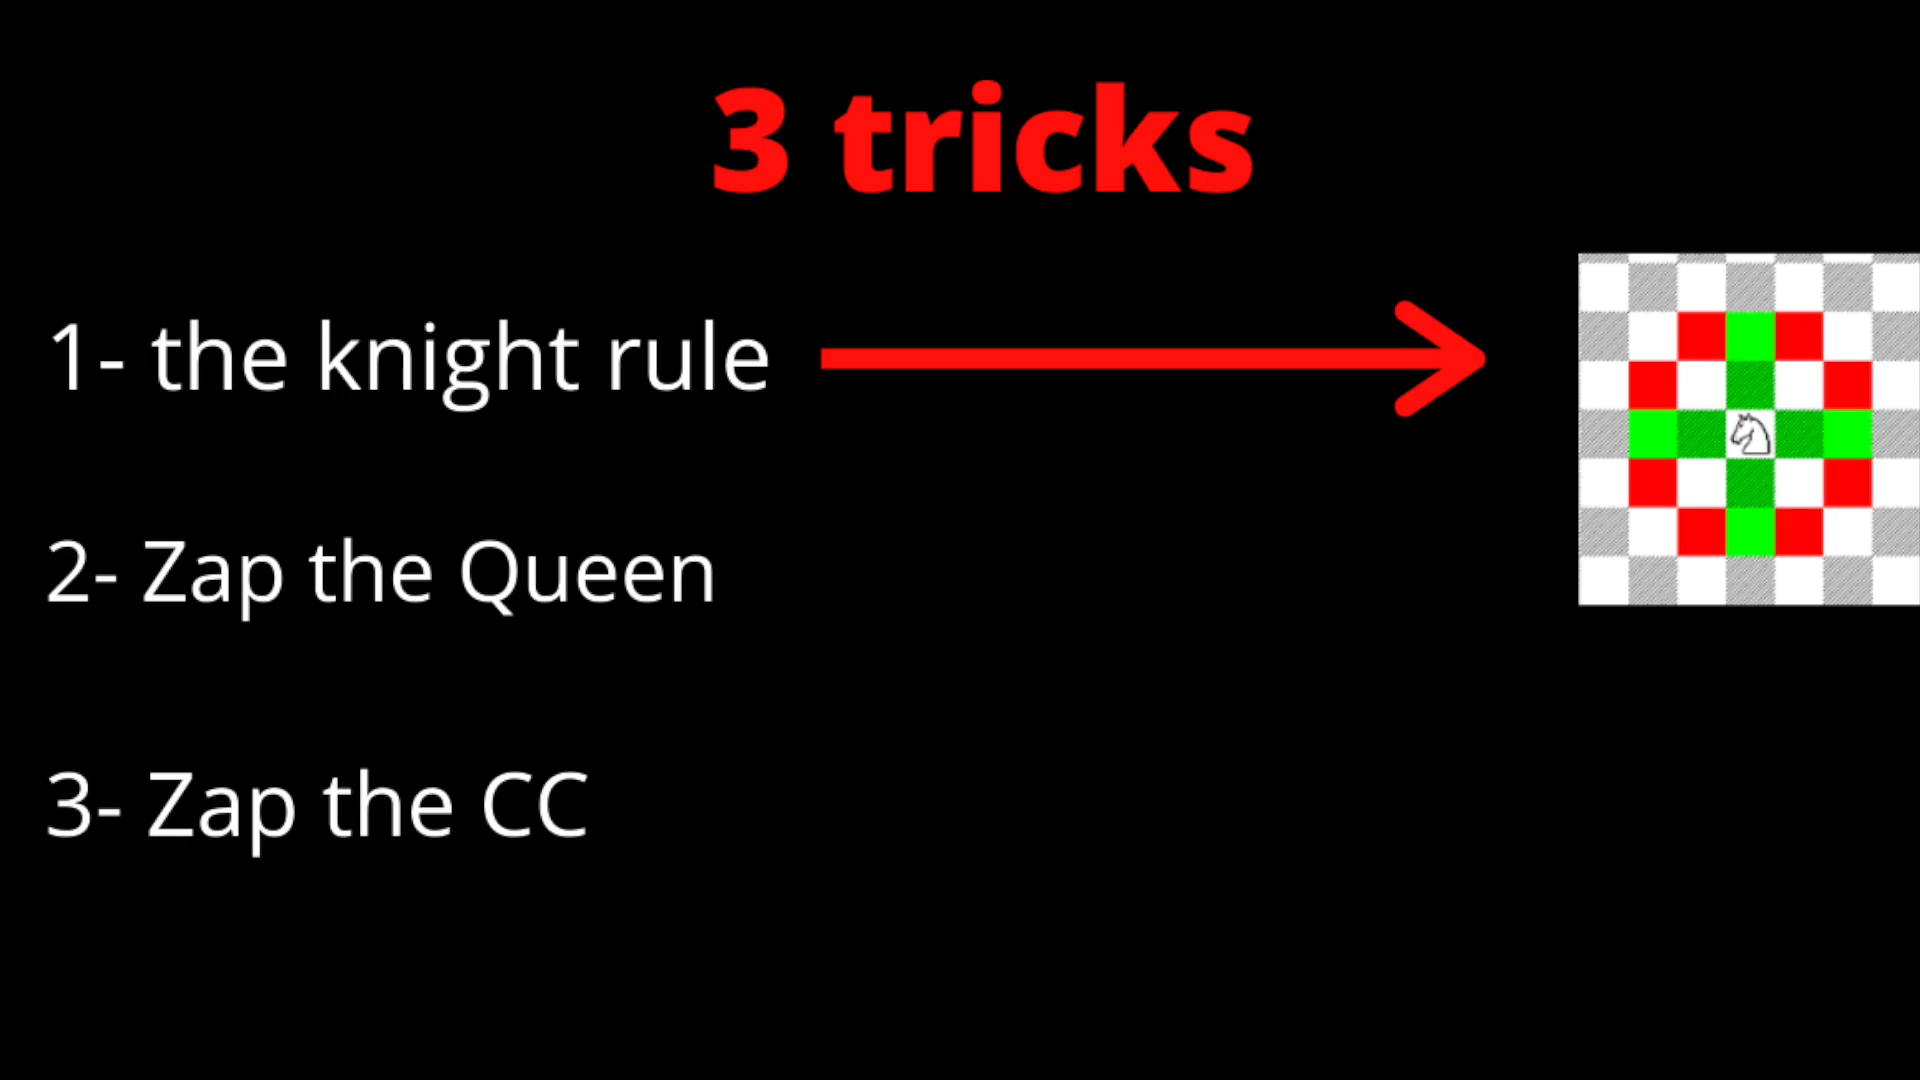 3 tricks
1- the knight rule
2- Zap the Queen
3- Zap the CC